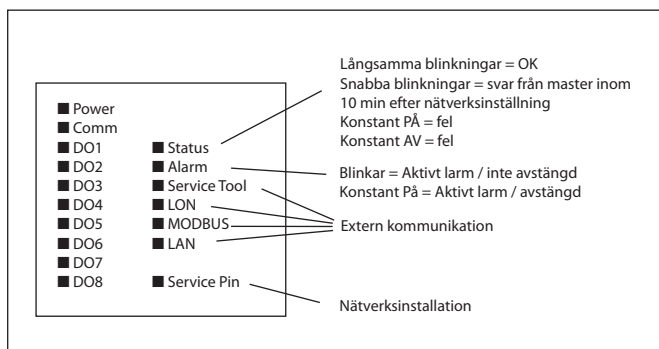 Långsamma blinkningar = OK
Snabba blinkningar = svar från master inom
10 min efter nätverksinställning
Konstant PÅ = fel
Konstant AV = fel
Power
Comm
DO1
DO2
DO3
DO4
DO5
DO6
DO7
DO8
Status
Alarm
Service Tool
LON
MODBUS
LAN
Service Pin
Blinkar = Aktivt larm / inte avstängd
Konstant På = Aktivt larm / avstängd
Extern kommunikation
Nätverksinstallation